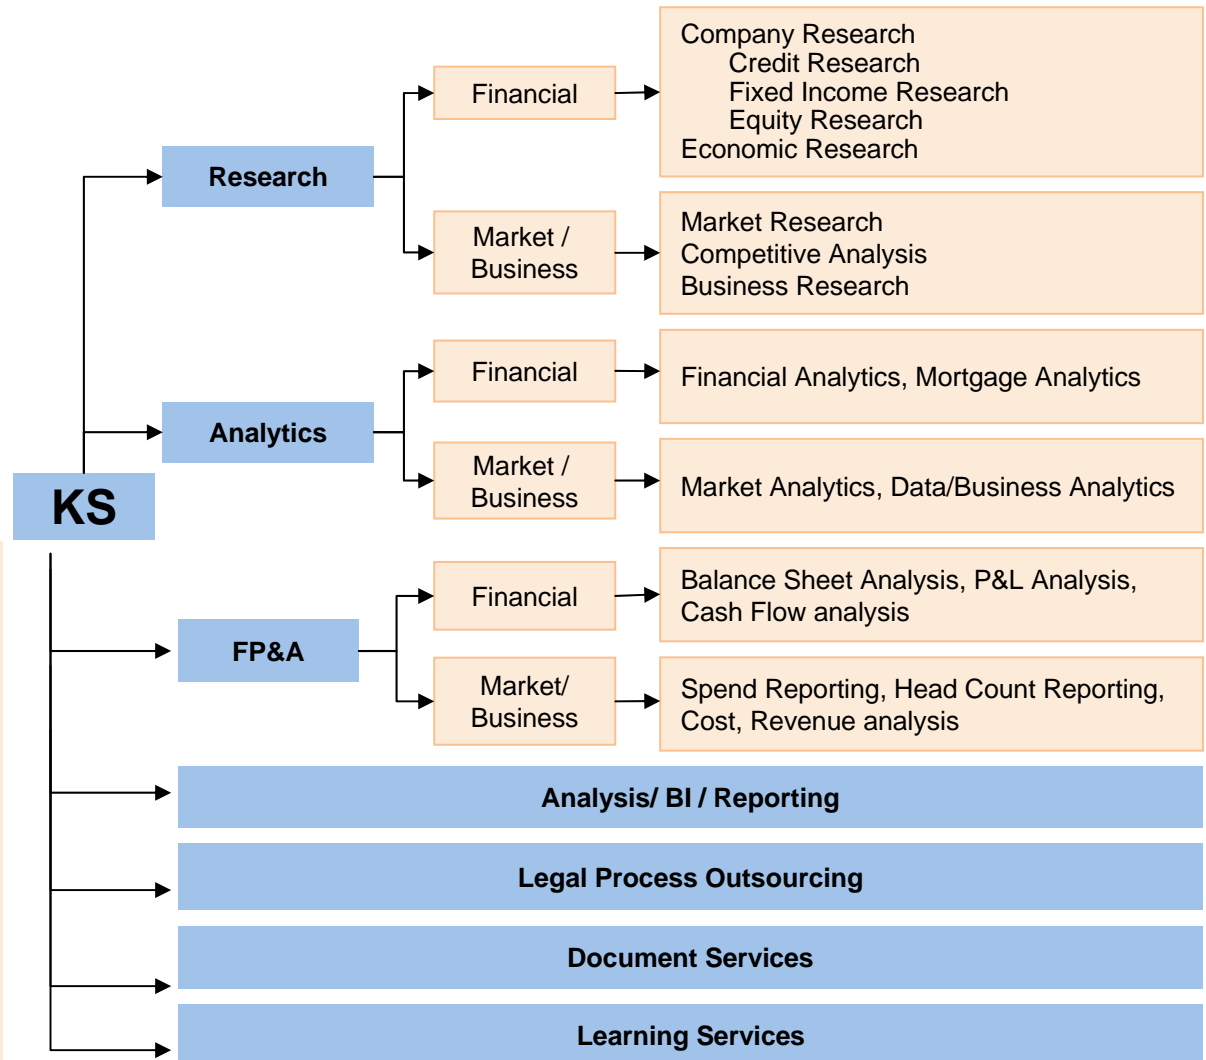 KS
Research
Financial
Company Research
Credit Research
Fixed Income Research
Equity Research
Economic Research
Market /
Business
Market Research
Competitive Analysis
Business Research
Analytics
Financial
Financial Analytics, Mortgage Analytics
Market /
Business
Market Analytics, Data/Business Analytics
FP&A
Financial
Balance Sheet Analysis, P&L Analysis,
Cash Flow analysis
Market/
Business
Spend Reporting, Head Count Reporting,
Cost, Revenue analysis
Analysis/ BI / Reporting
Legal Process Outsourcing
Document Services
Learning Services